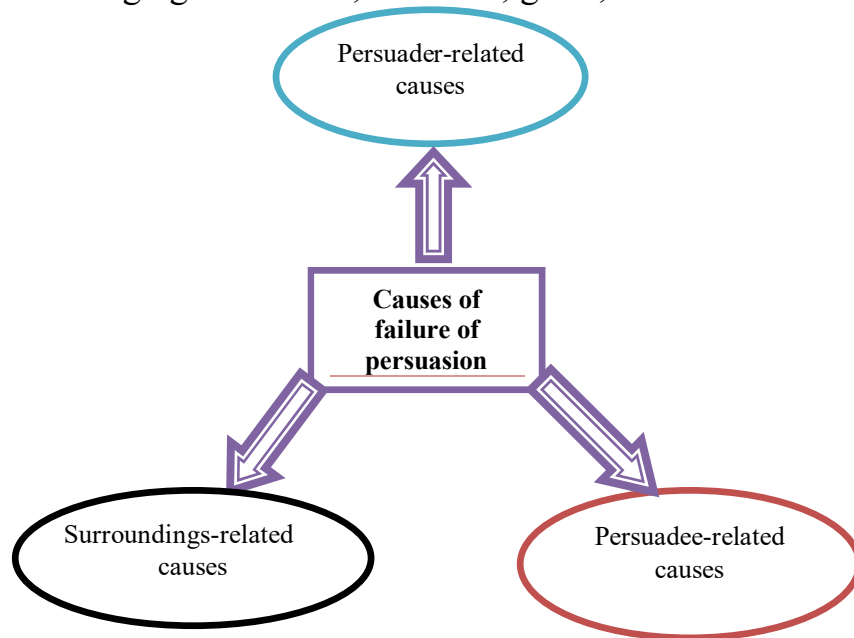 Persuader-related
causes
Causes of
failure of
persuasion
Surroundings-related
causes
Persuadee-related
causes